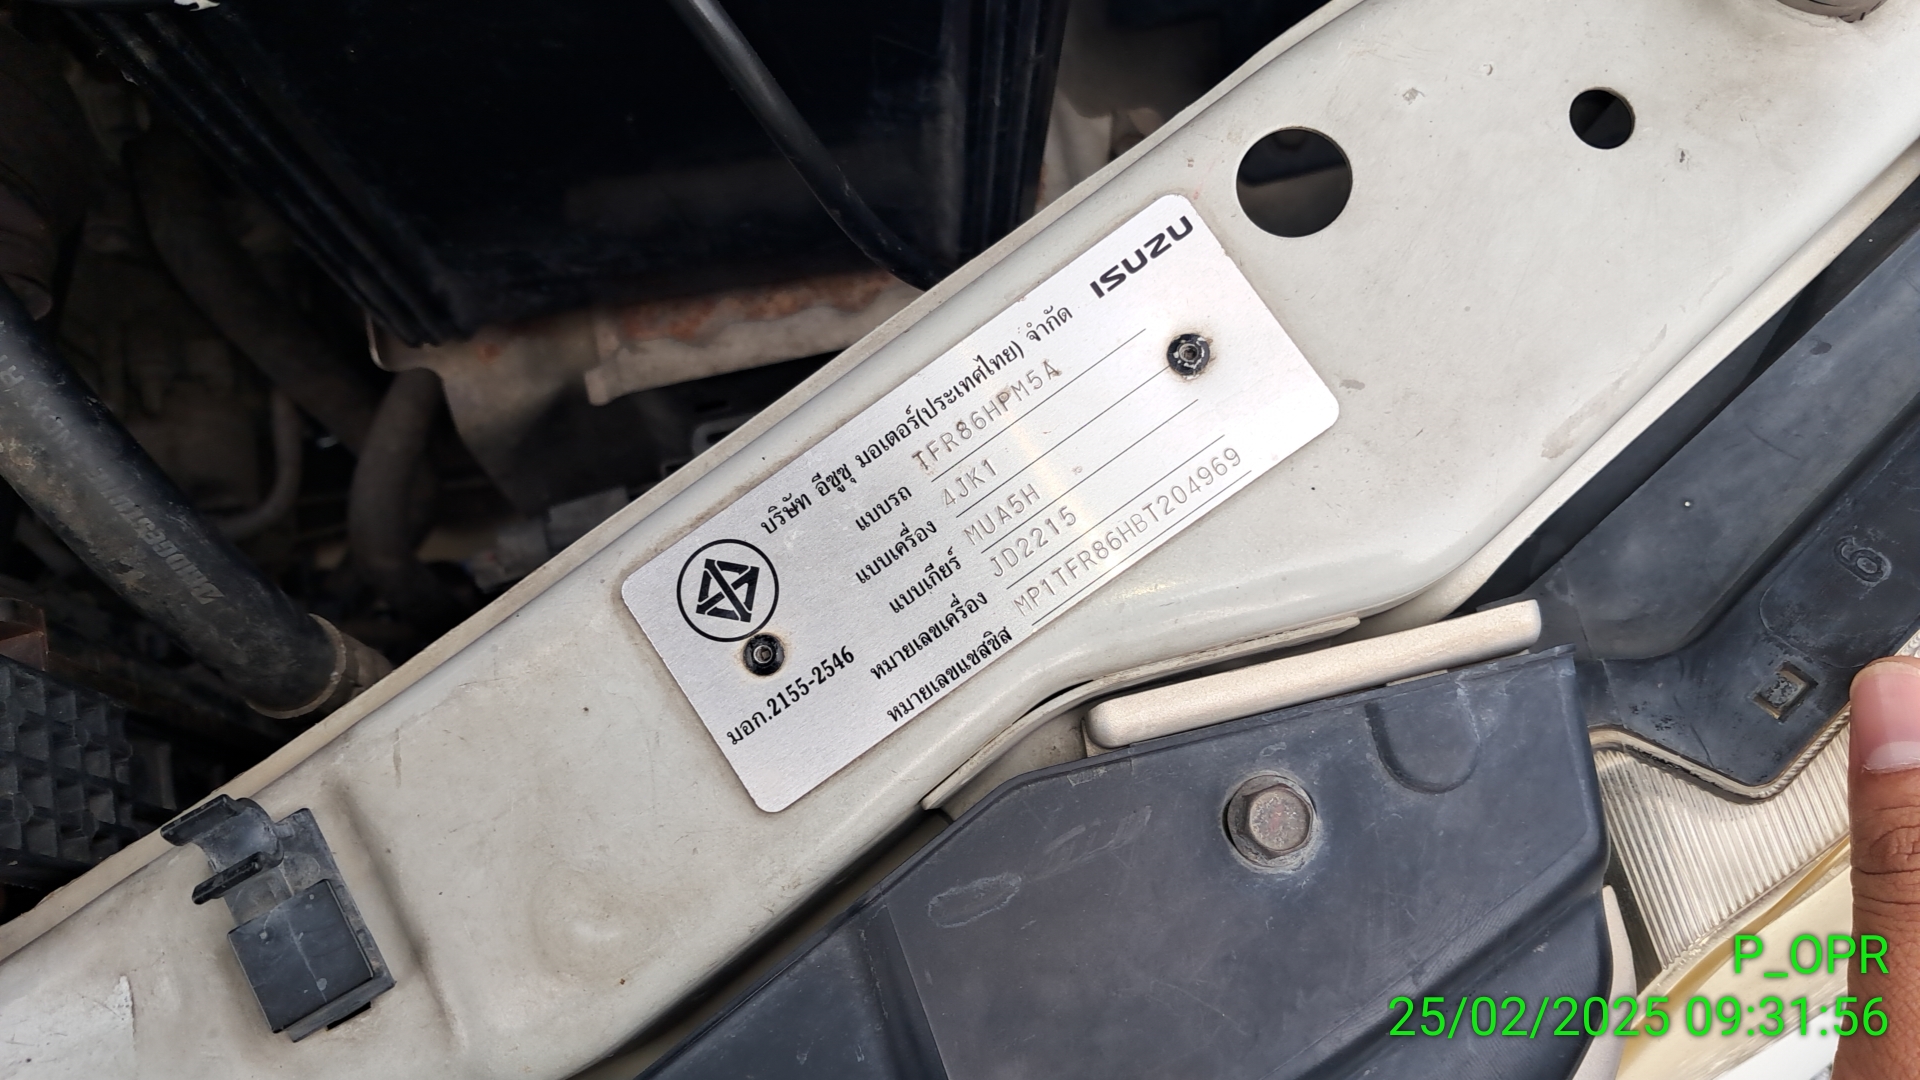 ISUZU
บริษัท อีซูซุ มอเตอร์(ประเทศไทย) จำกัด
แบบรถ TFR86HPM5A
แบบเครื่อง 4JK1
แบบเกียร์ MUA5H
หมายเลขเครื่อง JD2215
หมายเลขแชสซิส MP1TFR86HBT204969
มอก.2155-2546
P_OPR
25/02/2025 09:31:56